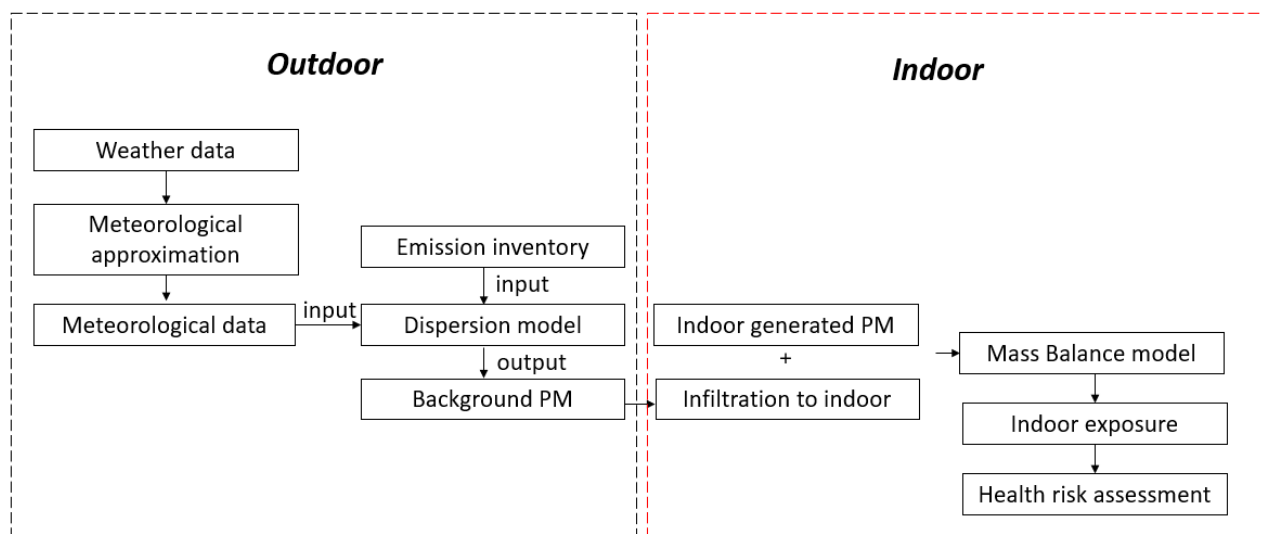 Outdoor
Weather data
Meteorological
approximation
Meteorological data
input
Emission inventory
input
Dispersion model
output
Background PM
Indoor
Indoor generated PM
+
Infiltration to indoor
Mass Balance model
Indoor exposure
Health risk assessment